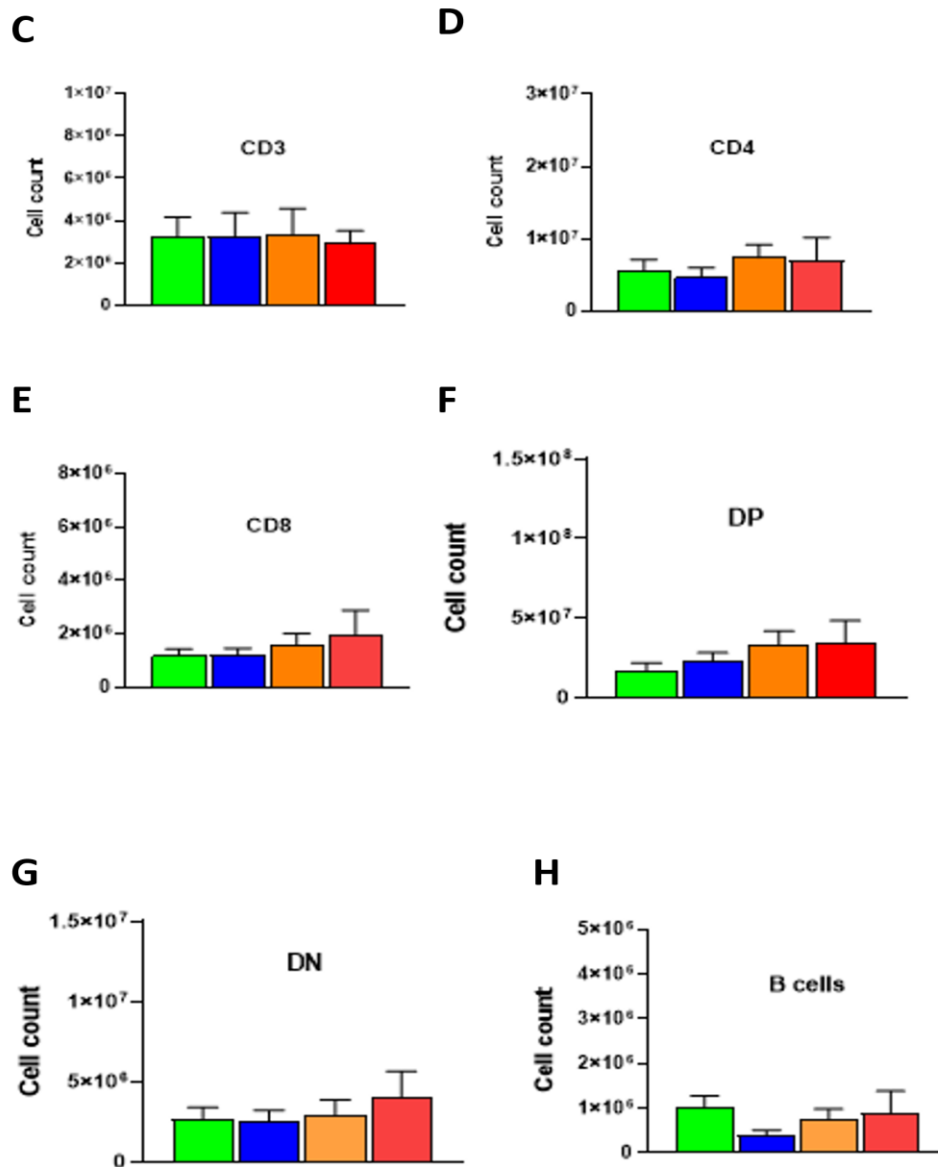 C
D
1×10⁷
8×10⁶
6×10⁶
4×10⁶
2×10⁶
0
Cell count
CD3
3×10⁷
2×10⁷
1×10⁷
0
Cell count
CD4
E
F
8×10⁶
6×10⁶
4×10⁶
2×10⁶
0
Cell count
CD8
1.5×10⁸
1×10⁸
5×10⁷
0
Cell count
DP
G
H
1.5×10⁷
1×10⁷
5×10⁶
0
Cell count
DN
5×10⁶
4×10⁶
3×10⁶
2×10⁶
1×10⁶
0
Cell count
B cells